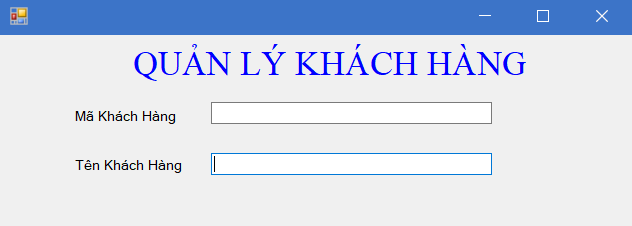 QUẢN LÝ KHÁCH HÀNG
Mã Khách Hàng
Tên Khách Hàng